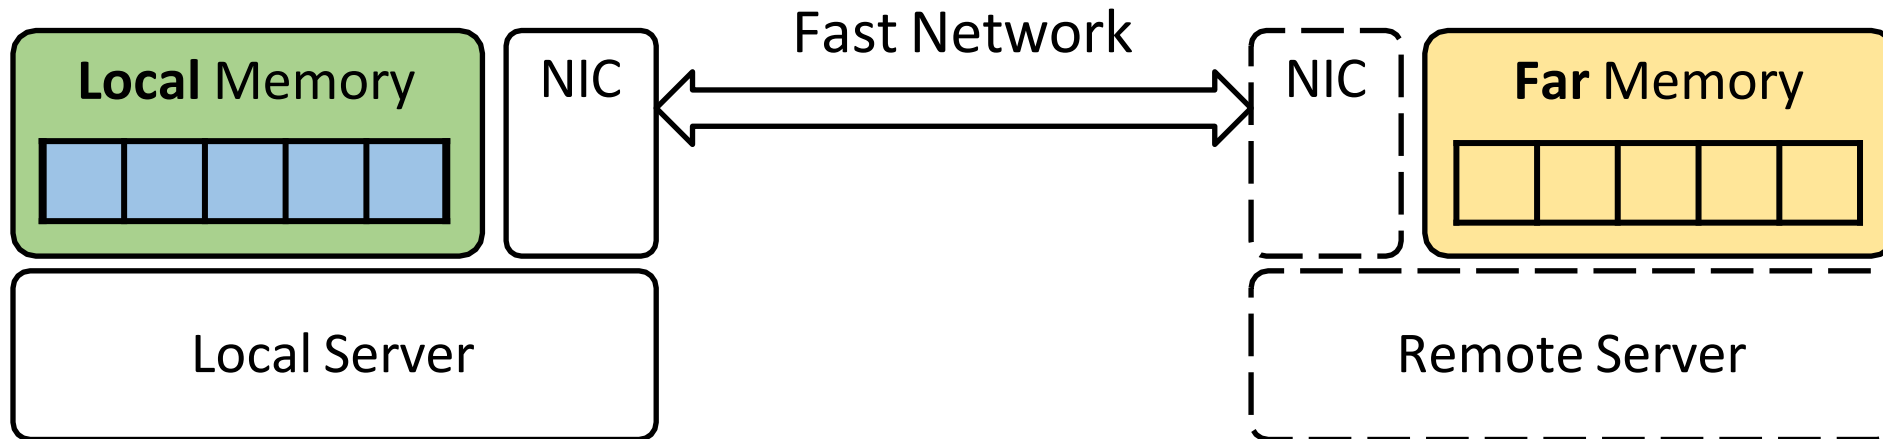 Fast Network
Local Memory
NIC
NIC
Far Memory
Local Server
Remote Server